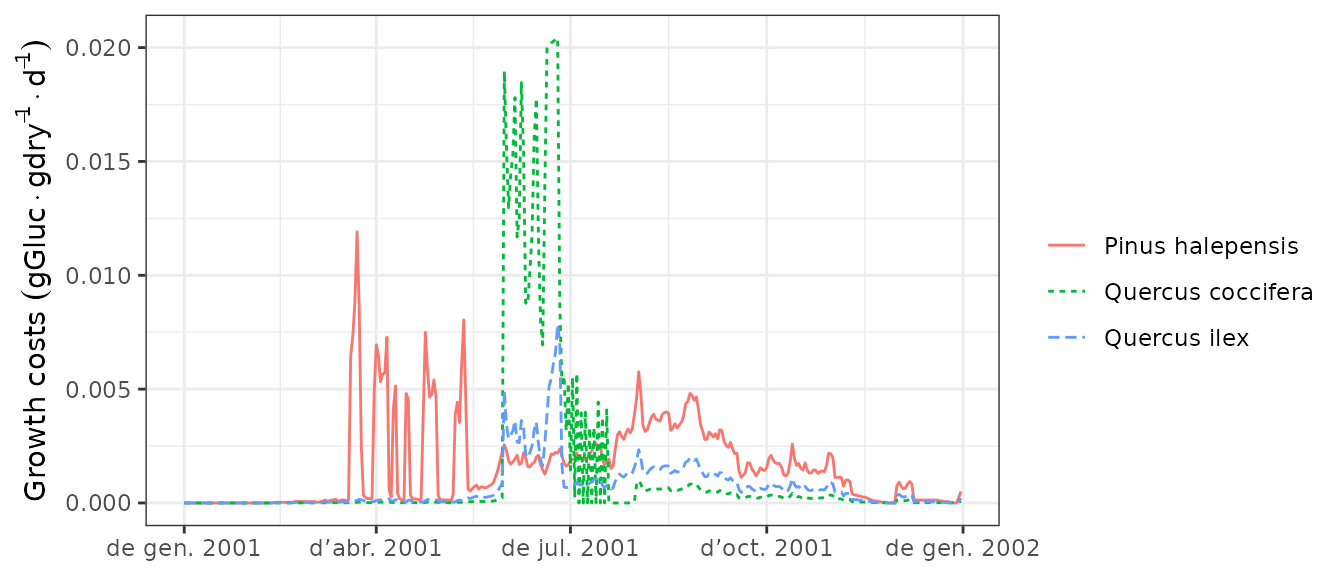 Growth costs (gGluc · gdry⁻¹ · d⁻¹)
0.020
0.015
0.010
0.005
0.000
de gen. 2001 d’abr. 2001 de jul. 2001 d’oct. 2001 de gen. 2002
Pinus halepensis
Quercus coccifera
Quercus ilex